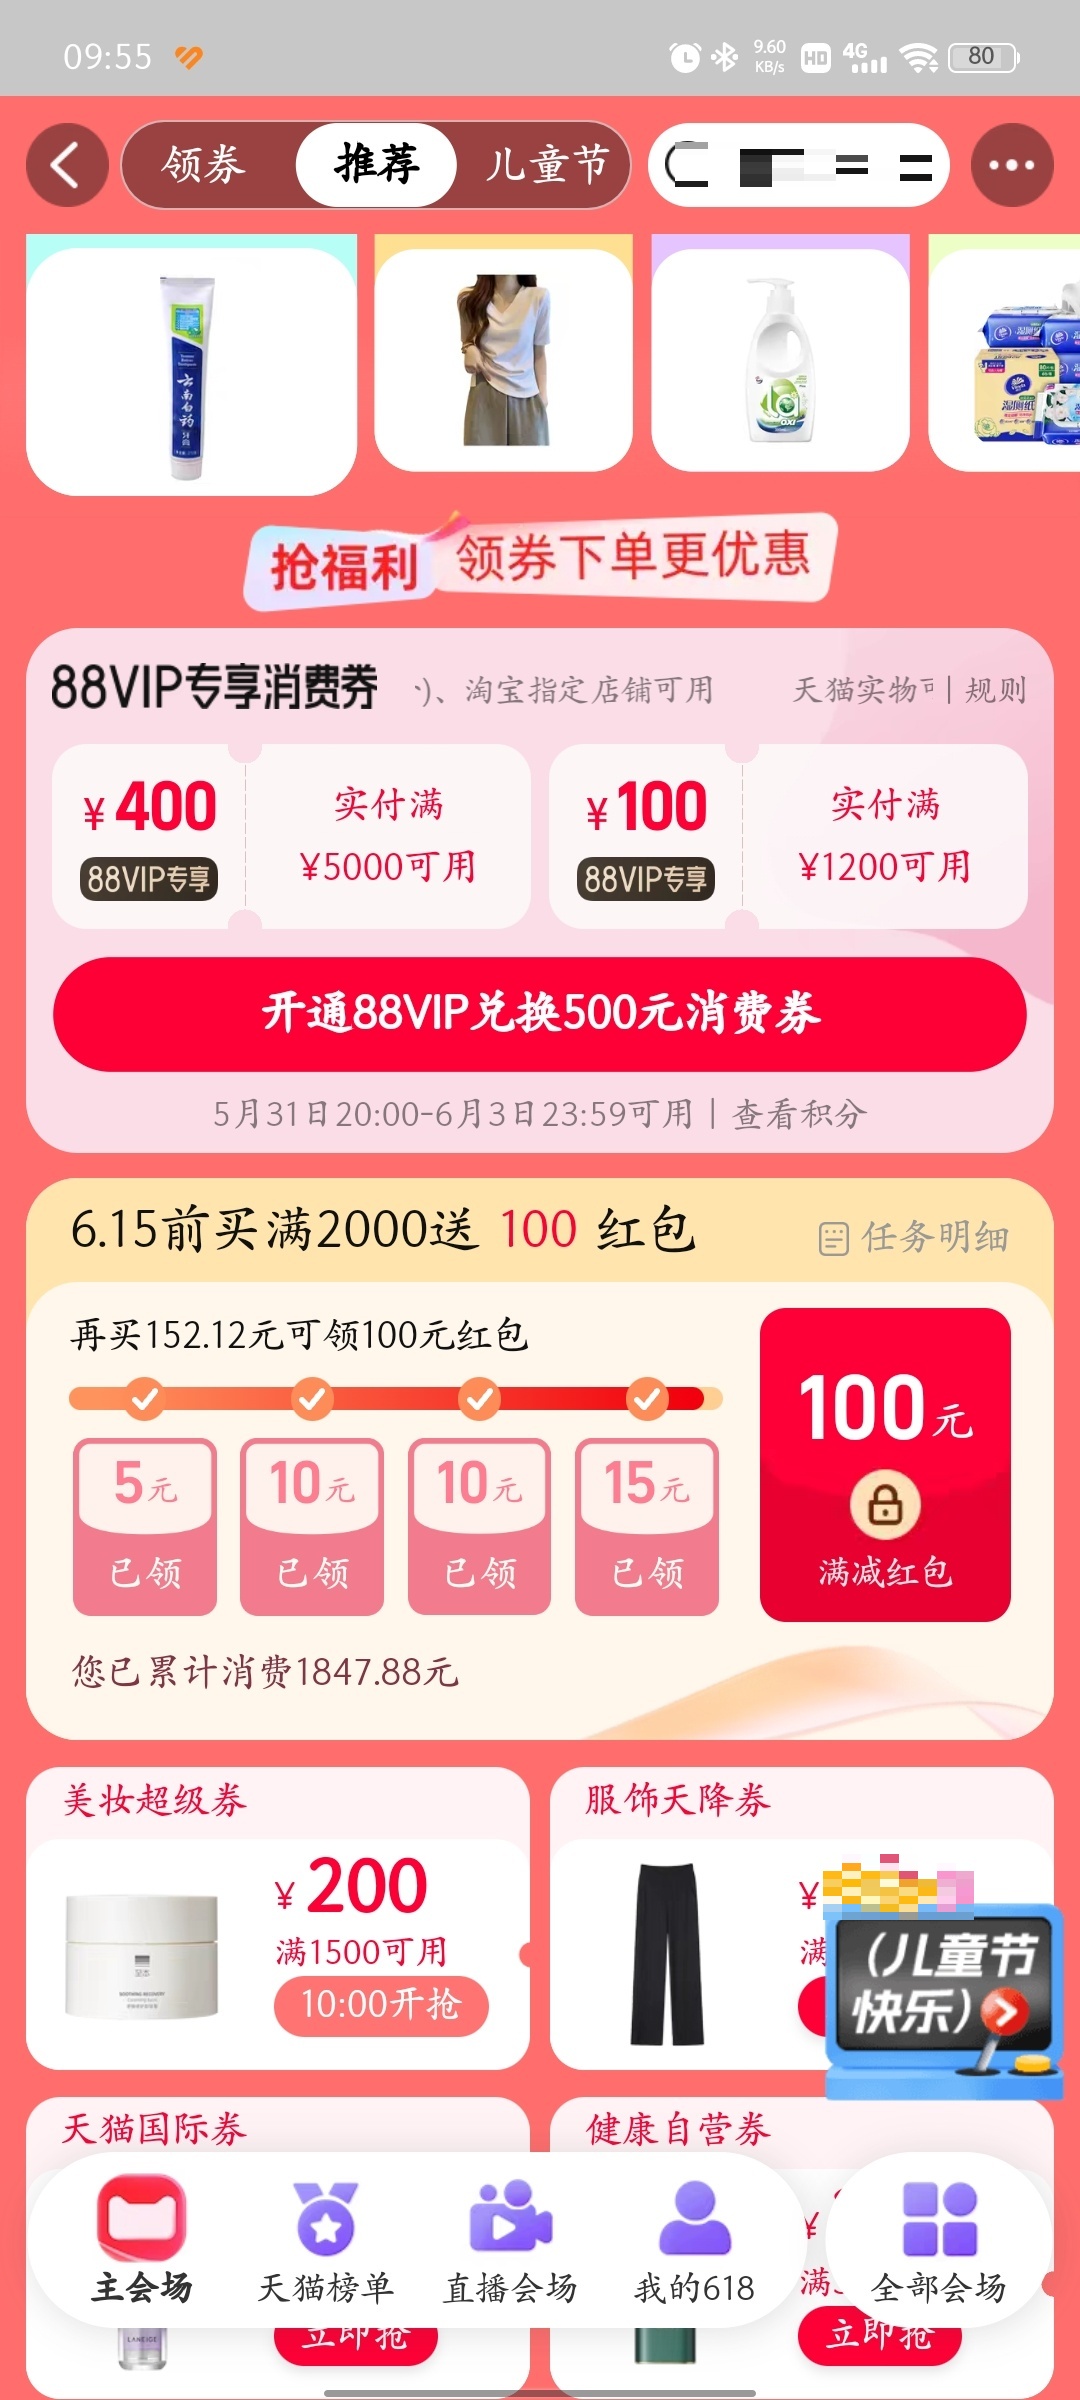 09:55
9.60
KB/s
HD
4G
80
领券
推荐
儿童节
云南白药
牙膏
抢福利
领券下单更优惠
88VIP专享消费券
)、淘宝指定店铺可用
天猫实物可
| 规则
¥400
88VIP专享
实付满
¥5000可用
¥100
88VIP专享
实付满
¥1200可用
开通88VIP兑换500元消费券
5月31日20:00-6月3日23:59可用 | 查看积分
6.15前买满2000送 100 红包
任务明细
再买152.12元可领100元红包
5元
已领
10元
已领
10元
已领
15元
已领
100元
满减红包
您已累计消费1847.88元
美妆超级券
¥200
满1500可用
10:00开抢
服饰天降券
¥
满
(儿童节
快乐)
天猫国际券
LANEIGE
立即抢
健康自营券
¥
满
立即抢
主会场
天猫榜单
直播会场
我的618
全部会场